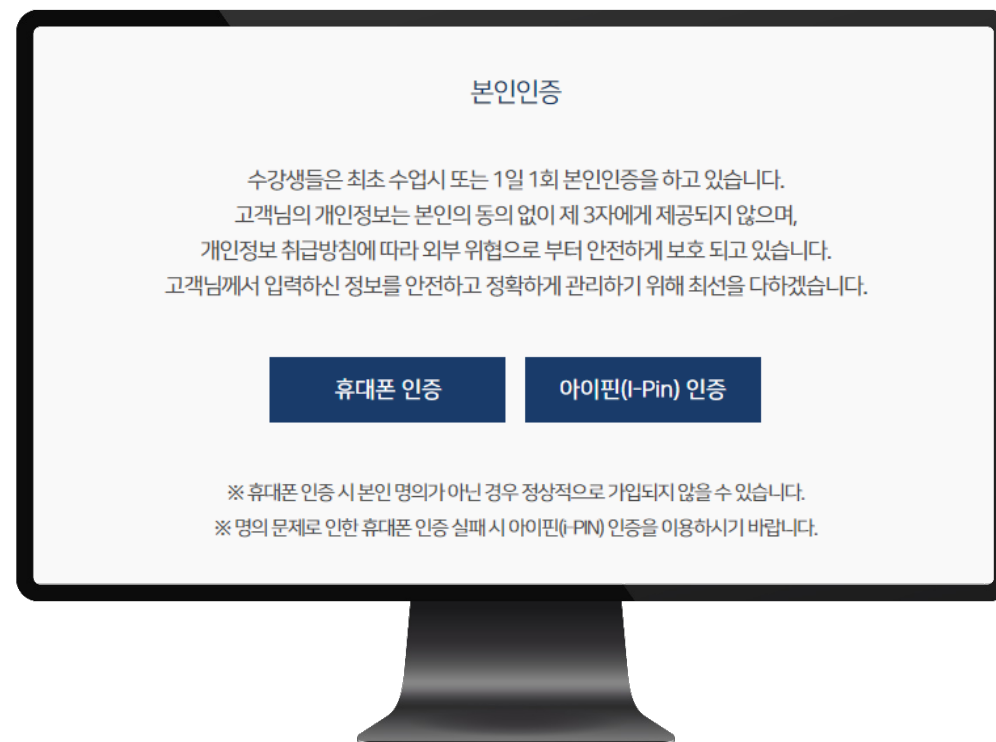 본인인증
수강생들은 최초 수업시 또는 1일 1회 본인인증을 하고 있습니다.
고객님의 개인정보는 본인의 동의 없이 제 3자에게 제공되지 않으며,
개인정보 취급방침에 따라 외부 위협으로 부터 안전하게 보호 되고 있습니다.
고객님께서 입력하신 정보를 안전하고 정확하게 관리하기 위해 최선을 다하겠습니다.
휴대폰 인증
아이핀(I-Pin) 인증
※ 휴대폰 인증 시 본인 명의가 아닌 경우 정상적으로 가입되지 않을 수 있습니다.
※ 명의 문제로 인한 휴대폰 인증 실패 시 아이핀(i-PIN) 인증을 이용하시기 바랍니다.